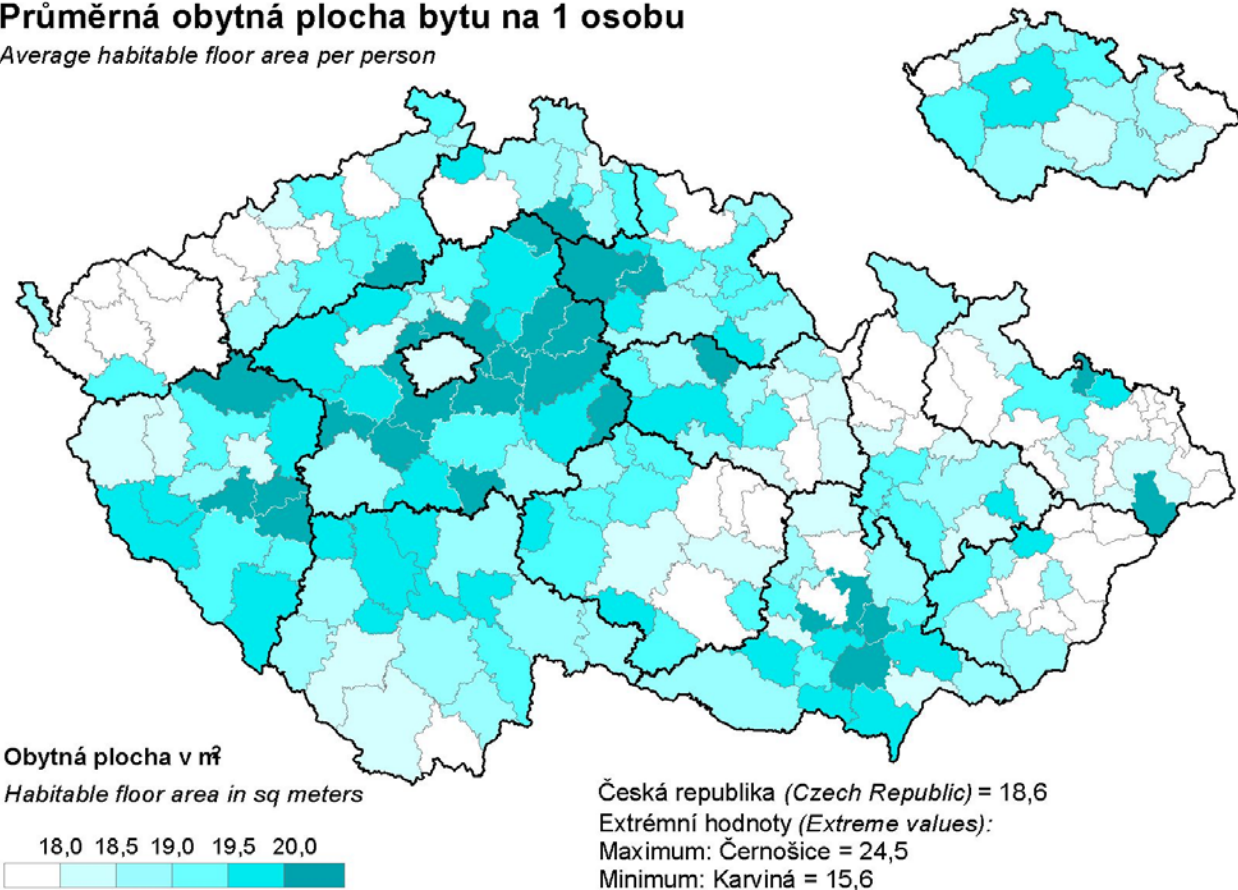 Průměrná obytná plocha bytu na 1 osobu
Average habitable floor area per person
Obytná plocha v m²
Habitable floor area in sq meters
18,0 18,5 19,0 19,5 20,0
Česká republika (Czech Republic) = 18,6
Extrémní hodnoty (Extreme values):
Maximum: Černošice = 24,5
Minimum: Karviná = 15,6